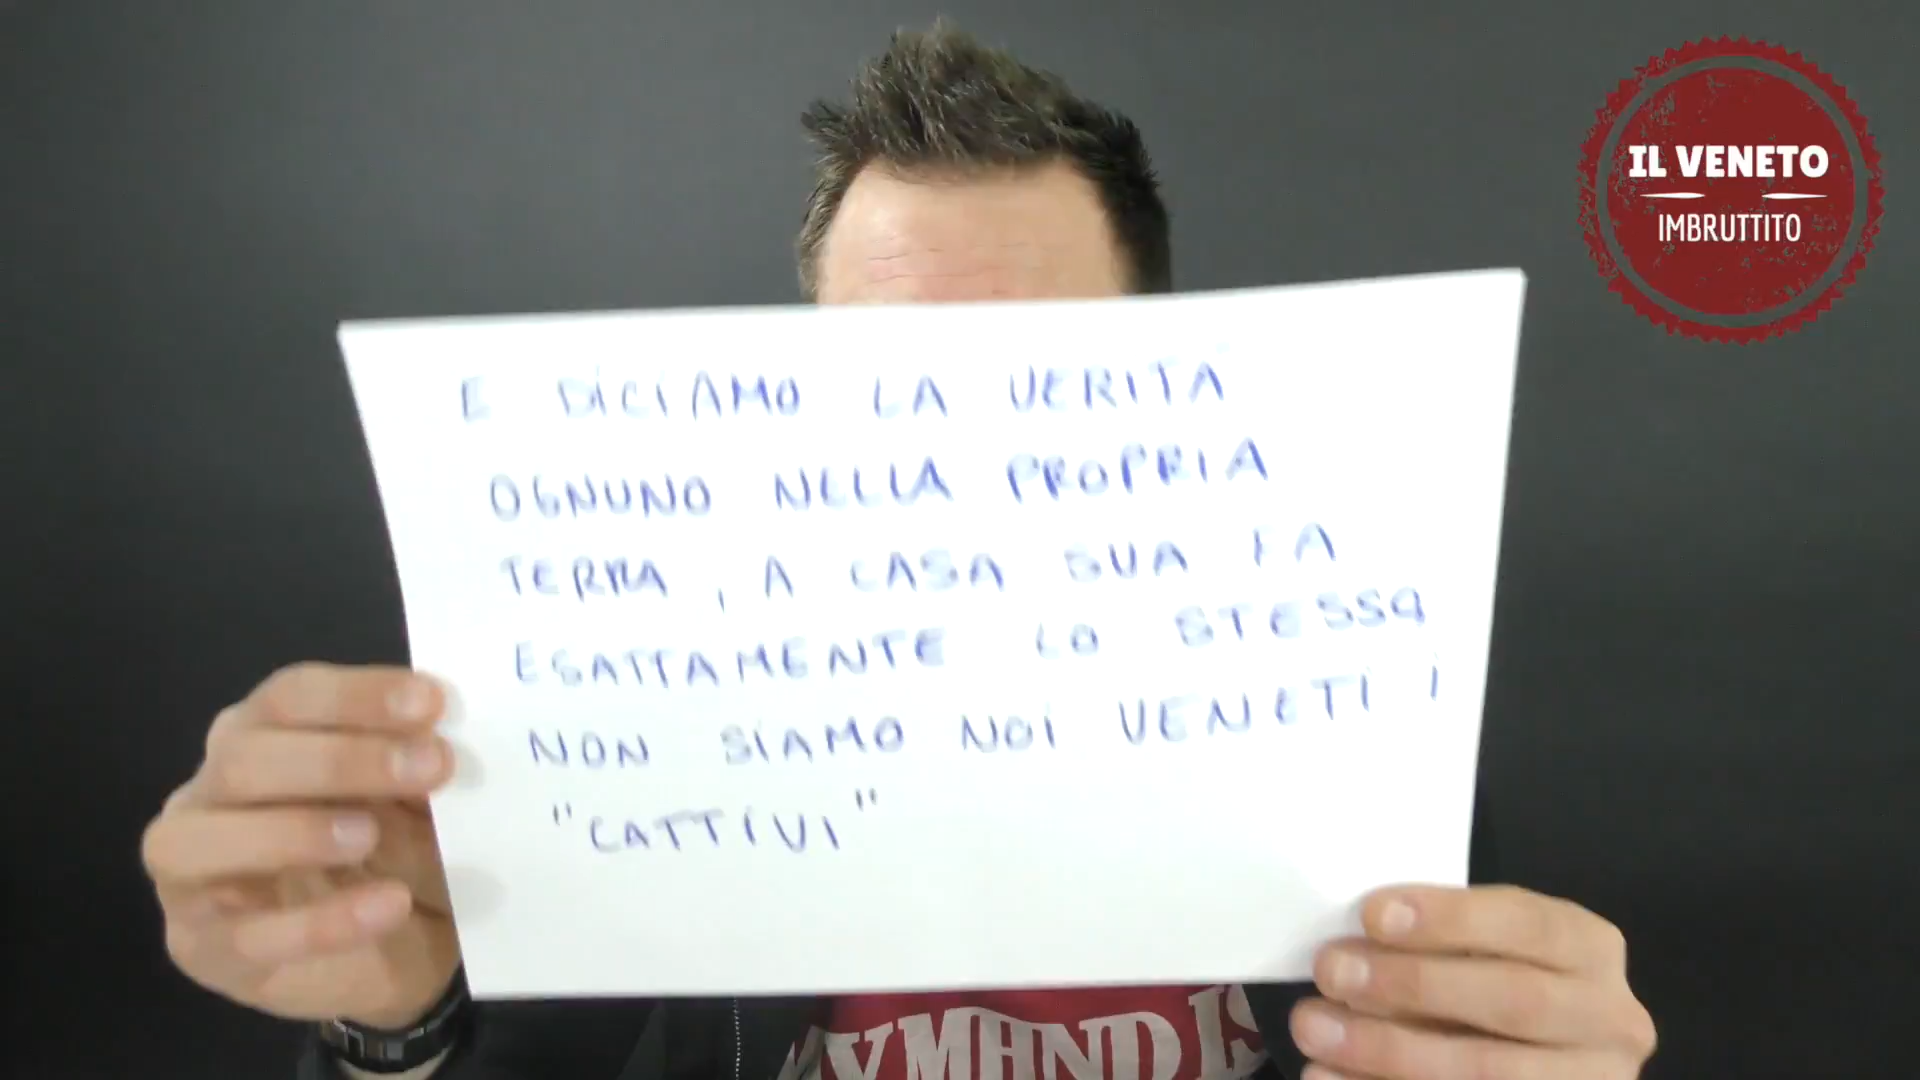 IL VENETO
IMBRUTTITO
E DICIAMO LA VERITÀ
OGNUNO NELLA PROPRIA
TERRA, A CASA SUA FA
ESATTAMENTE LO STESSO
NON SIAMO NOI VENETI I
"CATTIVI"